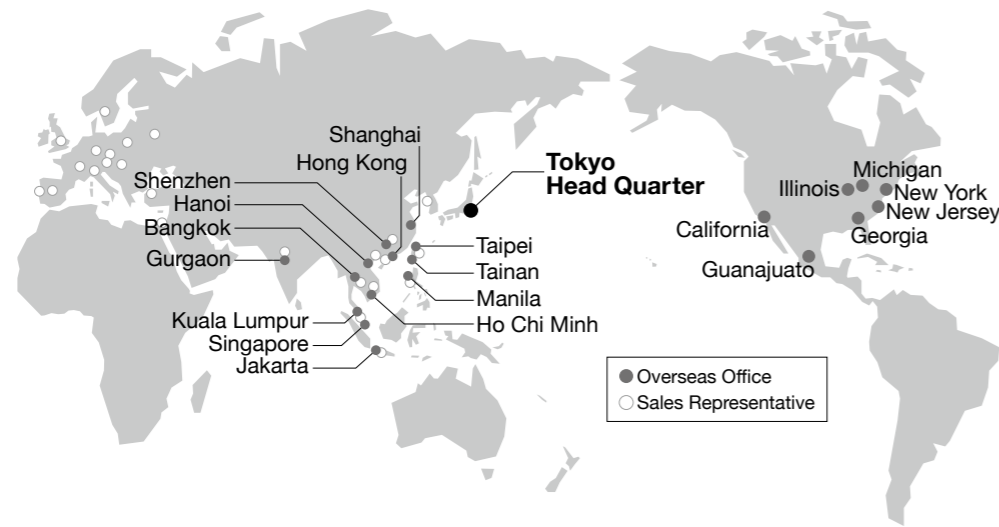 Shanghai
Hong Kong
Shenzhen
Hanoi
Bangkok
Gurgaon
Kuala Lumpur
Singapore
Jakarta
Tokyo
Head Quarter
Taipei
Tainan
Manila
Ho Chi Minh
Michigan
Illinois
New York
New Jersey
California
Georgia
Guanajuato
Overseas Office
Sales Representative